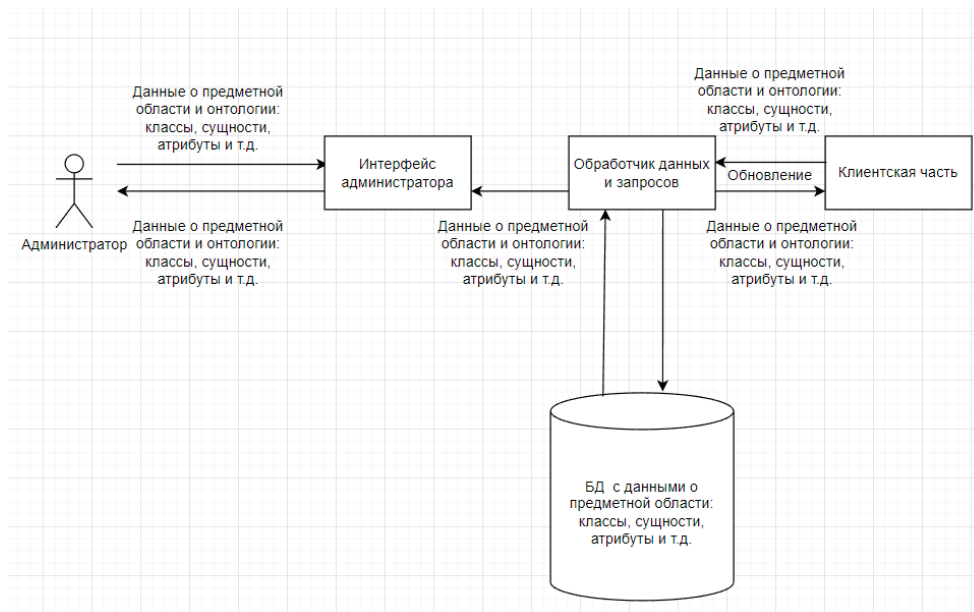 Данные о предметной
области и онтологии:
классы, сущности,
атрибуты и т.д.
Данные о предметной
области и онтологии:
классы, сущности,
атрибуты и т.д.
Интерфейс
администратора
Обработчик данных
и запросов
Обновление
Клиентская часть
Администратор
Данные о предметной
области и онтологии:
классы, сущности,
атрибуты и т.д.
Данные о предметной
области и онтологии:
классы, сущности,
атрибуты и т.д.
Данные о предметной
области и онтологии:
классы, сущности,
атрибуты и т.д.
БД с данными о
предметной области:
классы, сущности,
атрибуты и т.д.